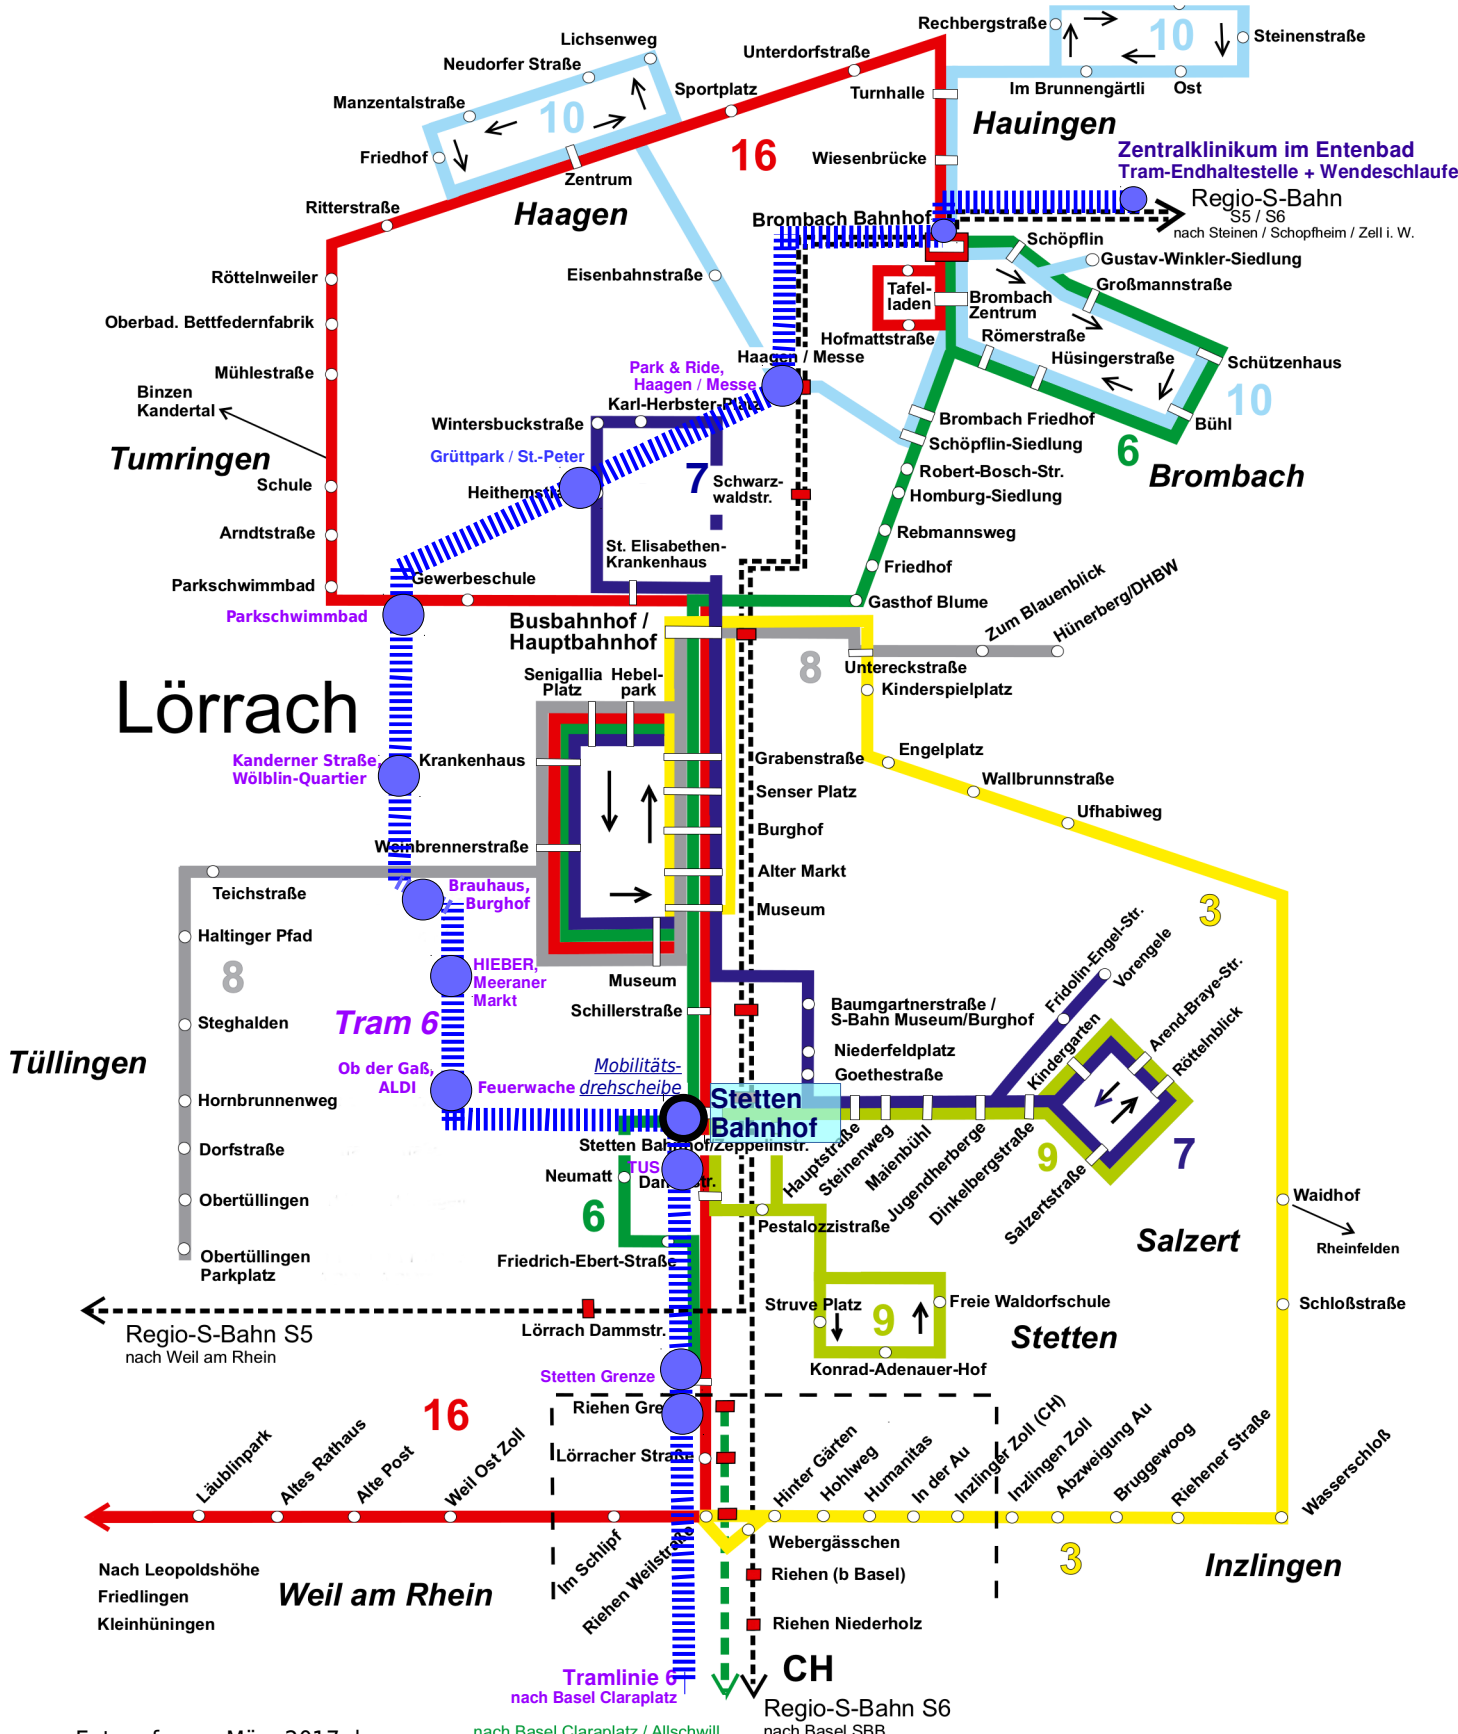 Rechbergstraße
10
Steinenstraße
Im Brunnengärtli
Ost
Hauingen
Lichsenweg
Neudorfer Straße
Manzentalstraße
Friedhof
10
Zentrum
Haagen
Sportplatz
Unterdorfstraße
Turnhalle
16
Wiesenbrücke
Zentralklinikum im Entenbad
Tram-Endhaltestelle + Wendeschlaufe
Regio-S-Bahn
S5 / S6
nach Steinen / Schopfheim / Zell i. W.
Brombach Bahnhof
Ritterstraße
Röttelnweiler
Oberbad. Bettfedernfabrik
Mühlestraße
Binzen
Kandertal
Tumringen
Schule
Arndtstraße
Parkschwimmbad
Parkschwimmbad
Gewerbeschule
Eisenbahnstraße
Schöpflin
Gustav-Winkler-Siedlung
Großmannstraße
Tafel-
laden
Brombach
Zentrum
Hofmattstraße
Römerstraße
Hüsingerstraße
Schützenhaus
10
Bühl
6
Brombach
Haagen / Messe
Park & Ride,
Haagen / Messe
Karl-Herbster-Platz
Wintersbuckstraße
Grüttpark / St.-Peter
7
Schwarz-
waldstr.
St. Elisabethen-
Krankenhaus
Brombach Friedhof
Schöpflin-Siedlung
Robert-Bosch-Str.
Homburg-Siedlung
Rebmannsweg
Friedhof
Gasthof Blume
Zum Blauenblick
Hünerberg/DHBW
Busbahnhof /
Hauptbahnhof
8
Untereckstraße
Kinderspielplatz
Engelplatz
Wallbrunnstraße
Ufhabiweg
3
Lörrach
Senigallia
Platz
Hebel-
park
Krankenhaus
Kanderner Straße,
Wölblin-Quartier
Weinbrennerstraße
Grabenstraße
Senser Platz
Burghof
Alter Markt
Museum
Museum
Schillerstraße
Teichstraße
Haltinger Pfad
8
Steghalden
Tüllingen
Hornbrunnenweg
Dorfstraße
Obertüllingen
Obertüllingen
Parkplatz
Brauhaus,
Burghof
HIEBER,
Meeraner
Markt
Tram 6
Ob der Gaß,
ALDI
Feuerwache
Mobilitäts-
drehscheibe
Stetten
Bahnhof
Stetten Bahnhof/Zeppelinstr.
Baumgartnerstraße /
S-Bahn Museum/Burghof
Niederfeldplatz
Goethestraße
Fridolin-Engel-Str.
Vorengele
Kindergarten
Arend-Braye-Str.
Röttelnblick
Hauptstraße
Steinenweg
Maienbühl
Jugendherberge
Dinkelbergstraße
Salzertstraße
9
7
Salzert
Neumatt
TUS
6
Friedrich-Ebert-Straße
Pestalozzistraße
Struve Platz
9
Freie Waldorfschule
Konrad-Adenauer-Hof
Stetten
Waidhof
Rheinfelden
Schloßstraße
Regio-S-Bahn S5
nach Weil am Rhein
Lörrach Dammstr.
Stetten Grenze
Lörracher Straße
16
Läublinpark
Altes Rathaus
Alte Post
Weil Ost Zoll
Im Schlipf
Riehen Weilstraße
Hinter Gärten
Hohlweg
Humanitas
In der Au
Inzlinger Zoll (CH)
Inzlingen Zoll
Abzweigung Au
Bruggewoog
Riehener Straße
Wasserschloß
Webergässchen
3
Inzlingen
Nach Leopoldshöhe
Friedlingen
Kleinhüningen
Weil am Rhein
Riehen (b Basel)
Riehen Niederholz
CH
Tramlinie 6
nach Basel Claraplatz
Regio-S-Bahn S6
nach Basel SBB
nach Basel Claraplatz / Allschwil